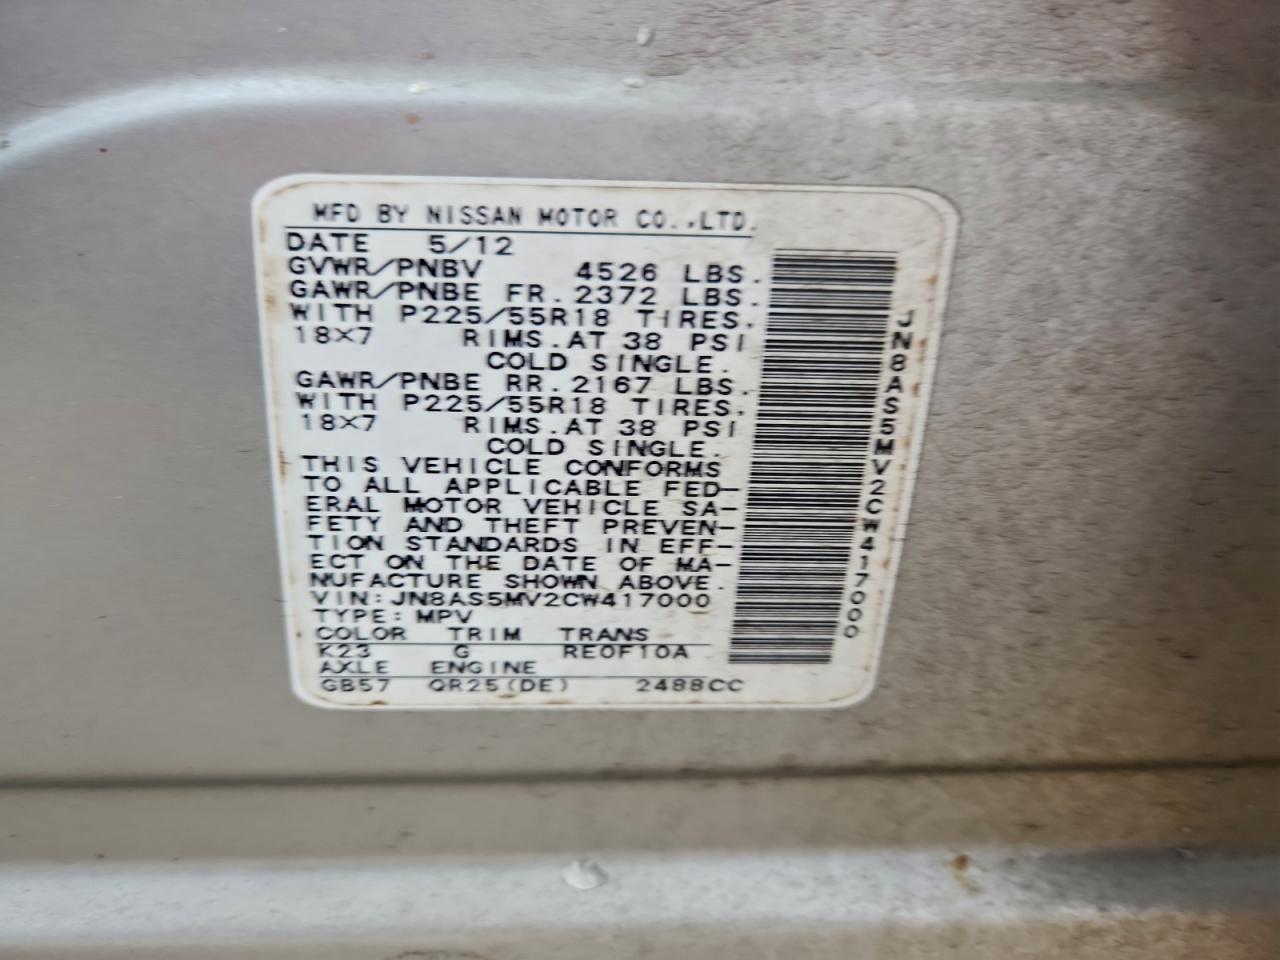 MFD BY NISSAN MOTOR CO.,LTD.
DATE 5/12
GVWR/PNBV 4526 LBS.
GAWR/PNBE FR. 2372 LBS.
WITH P225/55R18 TIRES.
18×7 RIMS. AT 38 PSI
COLD SINGLE.
GAWR/PNBE RR. 2167 LBS.
WITH P225/55R18 TIRES.
18×7 RIMS. AT 38 PSI
COLD SINGLE.
THIS VEHICLE CONFORMS
TO ALL APPLICABLE FED-
ERAL MOTOR VEHICLE SA-
FETY AND THEFT PREVEN-
TION STANDARDS IN EFF-
ECT ON THE DATE OF MA-
NUFACTURE SHOWN ABOVE.
VIN: JN8AS5MV2CW417000
TYPE: MPV
COLOR TRIM TRANS
K23 G RE0F10A
AXLE ENGINE
GB57 QR25(DE) 2488CC
JN8AS5MV2CW417000